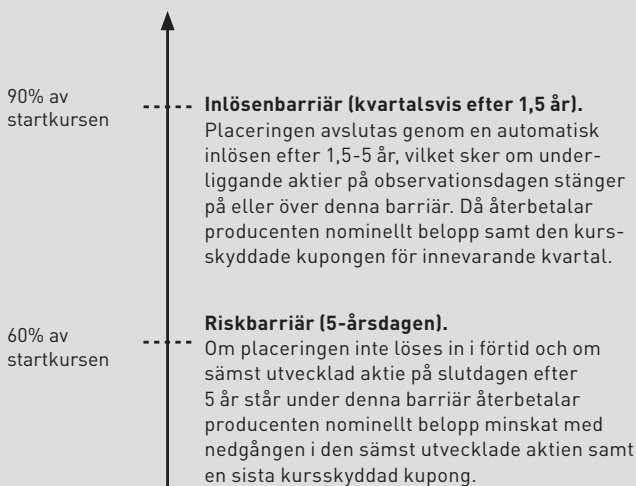 90% av
startkursen
Inlösenbarriär (kvartalsvis efter 1,5 år).
Placeringen avslutas genom en automatisk
inlösen efter 1,5-5 år, vilket sker om under-
liggande aktier på observationsdagen stänger
på eller över denna barriär. Då återbetalar
producenten nominellt belopp samt den kurs-
skyddade kupongen för innevarande kvartal.
60% av
startkursen
Riskbarriär (5-årsdagen).
Om placeringen inte löses in i förtid och om
sämst utvecklad aktie på slutdagen efter
5 år står under denna barriär återbetalar
producenten nominellt belopp minskat med
nedgången i den sämst utvecklade aktien samt
en sista kursskyddad kupong.